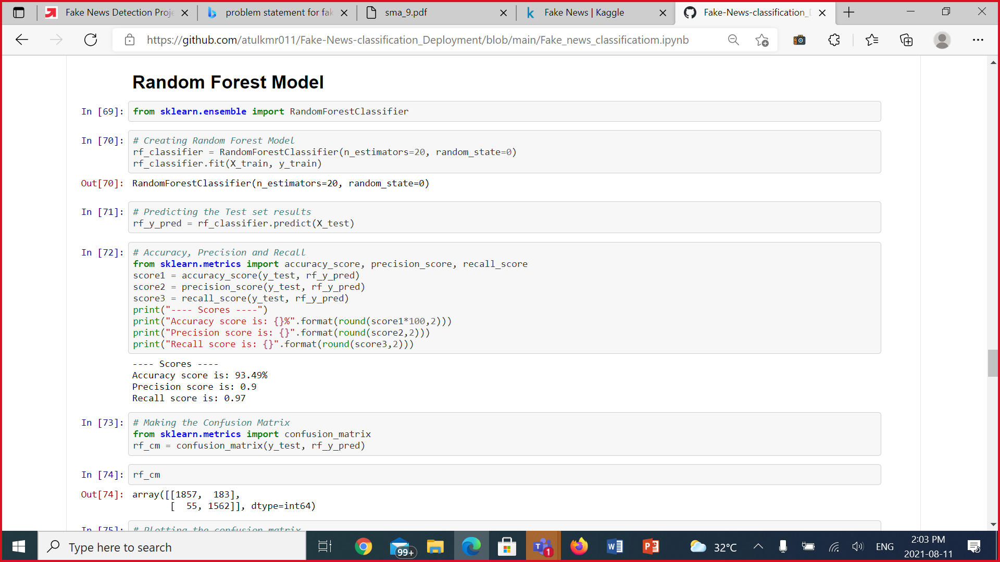 Fake News Detection Proje
problem statement for fak
sma_9.pdf
Fake News | Kaggle
Fake-News-classification_D
https://github.com/atulkmr011/Fake-News-classification_Deployment/blob/main/Fake_news_classificatiom.ipynb
Random Forest Model
In [69]: from sklearn.ensemble import RandomForestClassifier
In [70]: # Creating Random Forest Model
rf_classifier = RandomForestClassifier(n_estimators=20, random_state=0)
rf_classifier.fit(X_train, y_train)
Out[70]: RandomForestClassifier(n_estimators=20, random_state=0)
In [71]: # Predicting the Test set results
rf_y_pred = rf_classifier.predict(X_test)
In [72]: # Accuracy, Precision and Recall
from sklearn.metrics import accuracy_score, precision_score, recall_score
score1 = accuracy_score(y_test, rf_y_pred)
score2 = precision_score(y_test, rf_y_pred)
score3 = recall_score(y_test, rf_y_pred)
print("---- Scores ----")
print("Accuracy score is: {}%".format(round(score1*100,2)))
print("Precision score is: {}".format(round(score2,2)))
print("Recall score is: {}".format(round(score3,2)))
---- Scores ----
Accuracy score is: 93.49%
Precision score is: 0.9
Recall score is: 0.97
In [73]: # Making the Confusion Matrix
from sklearn.metrics import confusion_matrix
rf_cm = confusion_matrix(y_test, rf_y_pred)
In [74]: rf_cm
Out[74]: array([[1857, 183],
[ 55, 1562]], dtype=int64)
In [75]: # Plotting the confusion matrix
Type here to search
99+
1
32°C
ENG
2:03 PM
2021-08-11